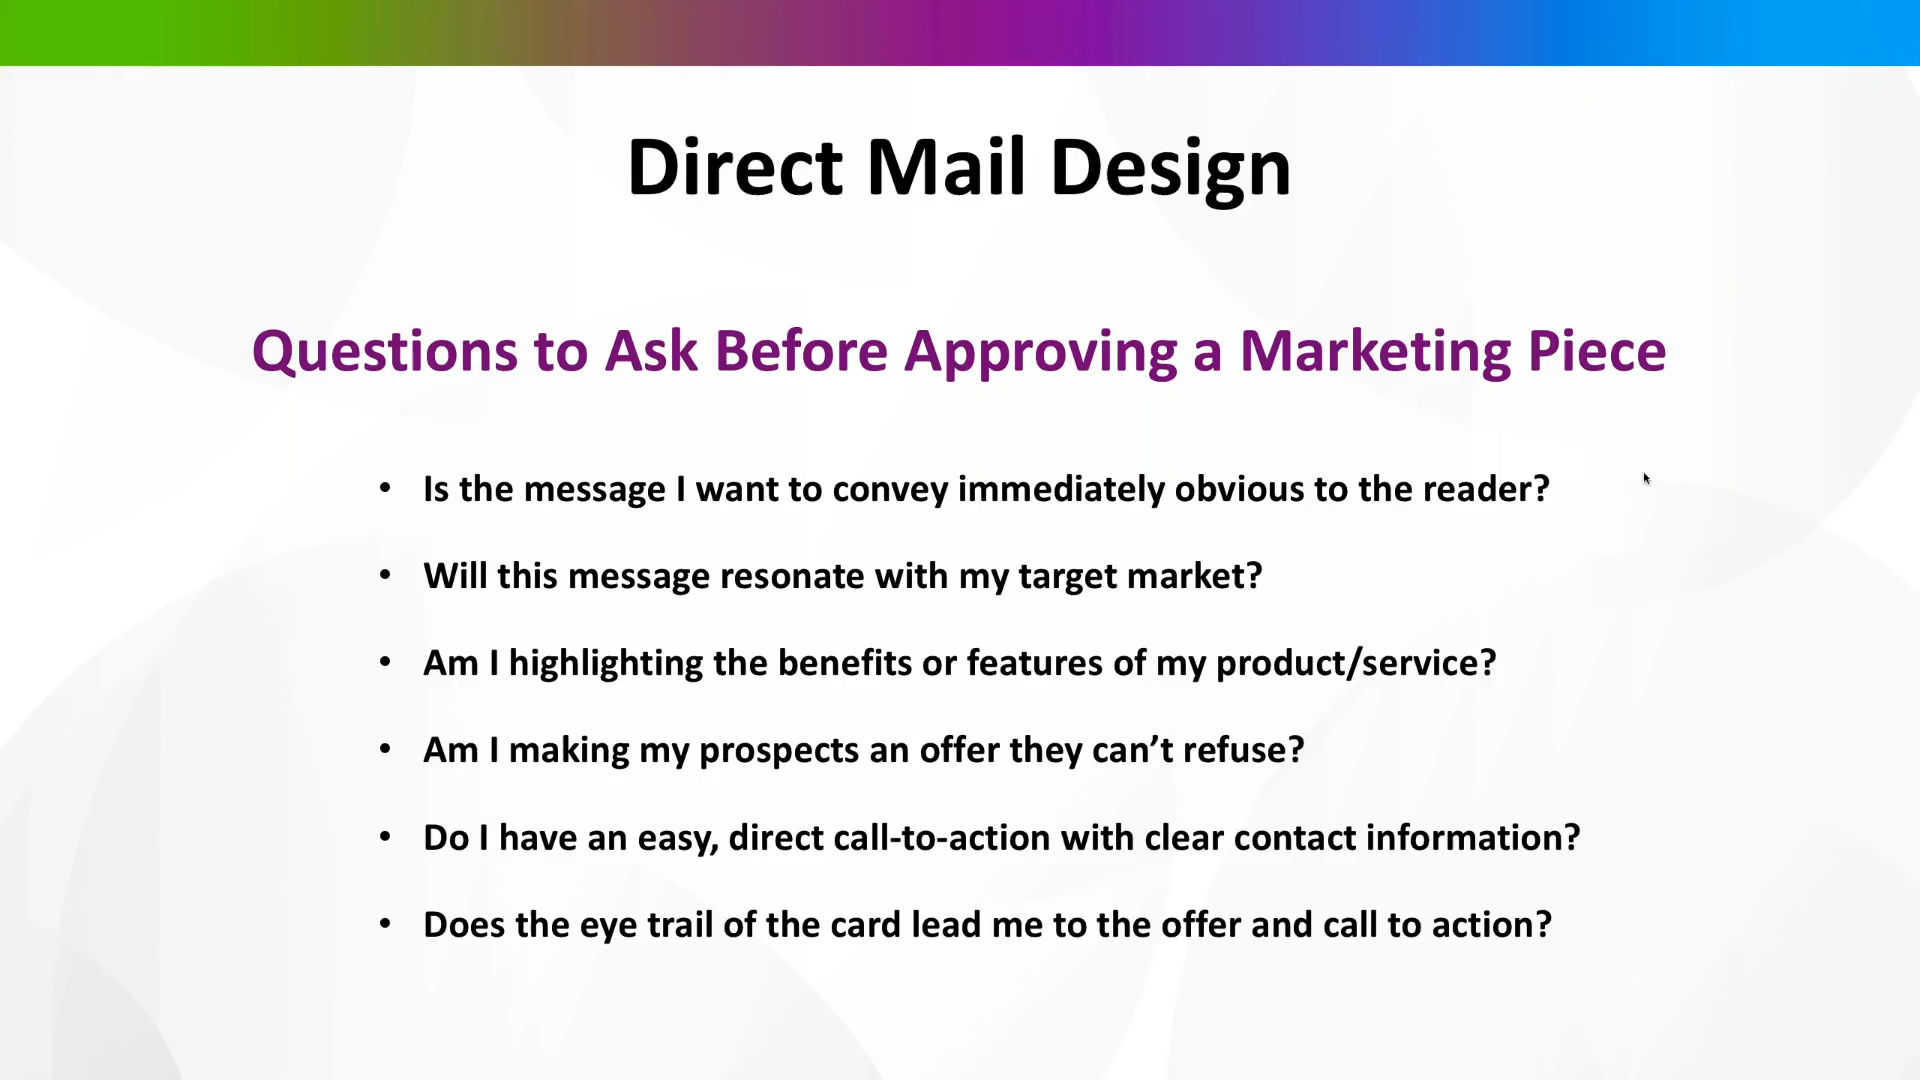 Direct Mail Design
Questions to Ask Before Approving a Marketing Piece
• Is the message I want to convey immediately obvious to the reader?
• Will this message resonate with my target market?
• Am I highlighting the benefits or features of my product/service?
• Am I making my prospects an offer they can’t refuse?
• Do I have an easy, direct call-to-action with clear contact information?
• Does the eye trail of the card lead me to the offer and call to action?